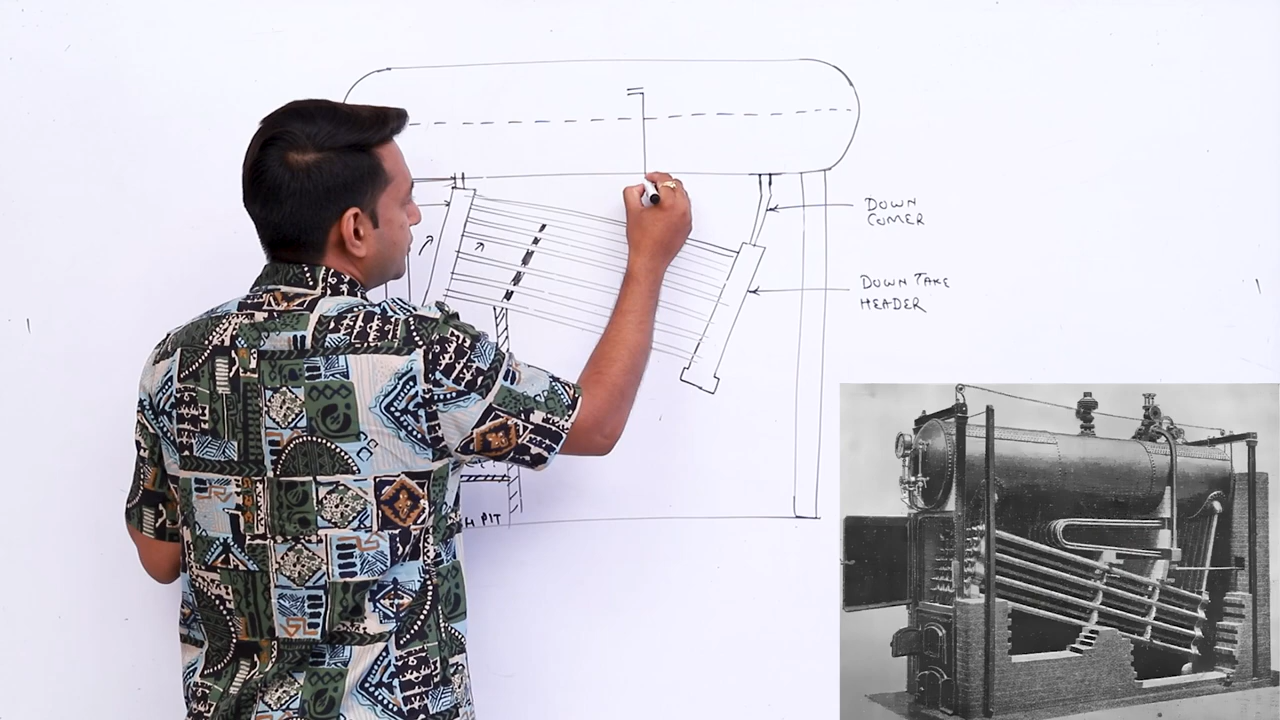 DOWN
COMER
DOWN TAKE
HEADER
PIT